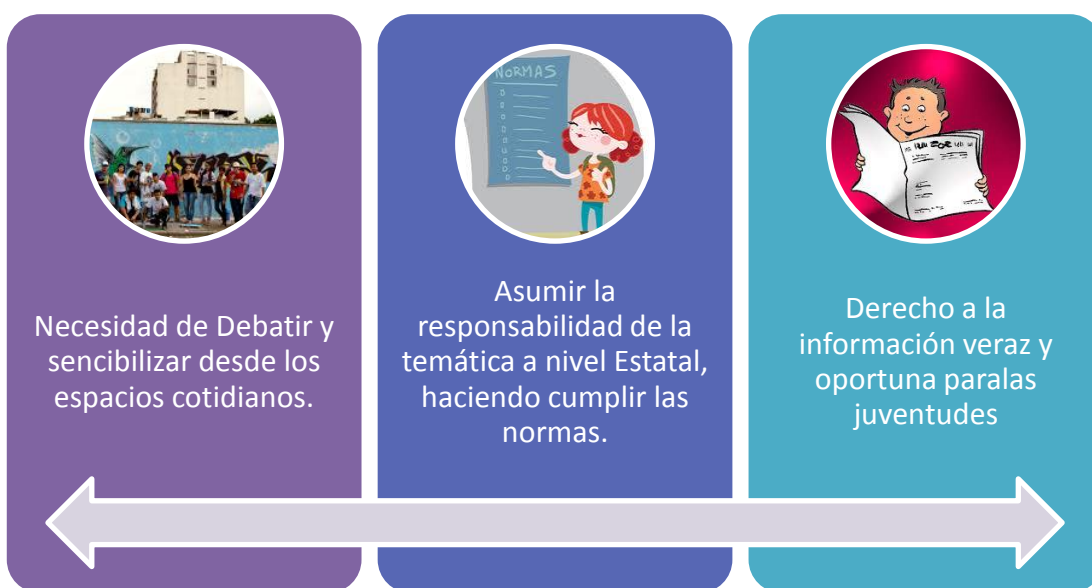 NORMAS
Necesidad de Debatir y
sencibilizar desde los
espacios cotidianos.
Asumir la
responsabilidad de la
temática a nivel Estatal,
haciendo cumplir las
normas.
Derecho a la
información veraz y
oportuna paralas
juventudes